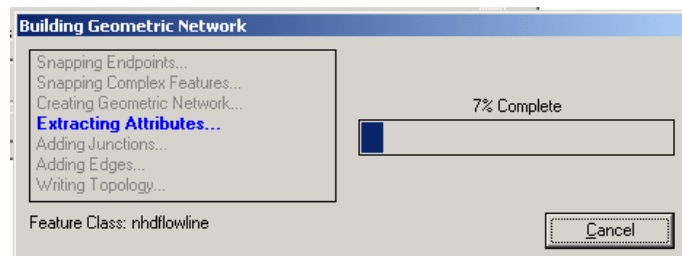 Building Geometric Network
Snapping Endpoints...
Snapping Complex Features...
Creating Geometric Network...
Extracting Attributes...
Adding Junctions...
Adding Edges...
Writing Topology...
7% Complete
Feature Class: nhdflowline
Cancel